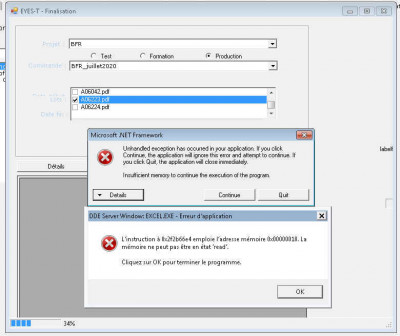 EYES-T - Finalisation
Projet :
BFR
Test
Formation
Production
Commande :
BFR_juillet2020
A06042.pdf
A06223.pdf
A06224.pdf
Microsoft .NET Framework
Unhandled exception has occurred in your application. If you click
Continue, the application will ignore this error and attempt to continue. If
you click Quit, the application will close immediately.
Insufficient memory to continue the execution of the program.
Details
Continue
Quit
label
Détails
DDE Server Window: EXCEL.EXE - Erreur d'application
L'instruction à 0x2f2b66e4 emploie l'adresse mémoire 0x00000018. La
mémoire ne peut pas être en état 'read'.
Cliquez sur OK pour terminer le programme.
OK
34%